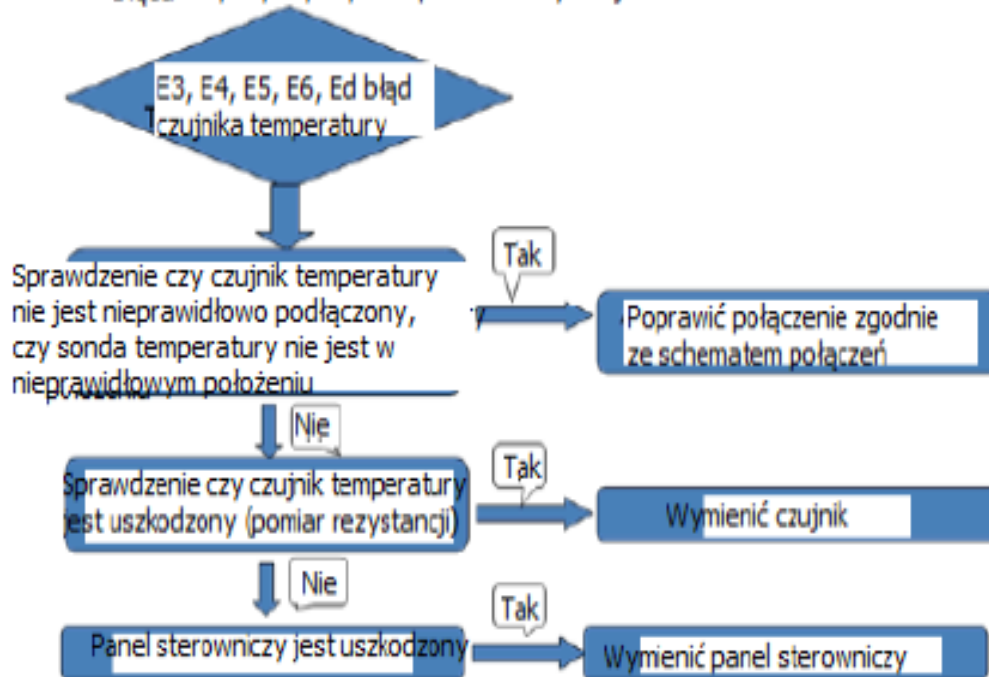 E3, E4, E5, E6, Ed błąd
czujnika temperatury
Sprawdzenie czy czujnik temperatury
nie jest nieprawidłowo podłączony,
czy sonda temperatury nie jest w
nieprawidłowym położeniu
Tak
Poprawić połączenie zgodnie
ze schematem połączeń
Nie
Sprawdzenie czy czujnik temperatury
jest uszkodzony (pomiar rezystancji)
Tak
Wymienić czujnik
Nie
Panel sterowniczy jest uszkodzony
Tak
Wymienić panel sterowniczy